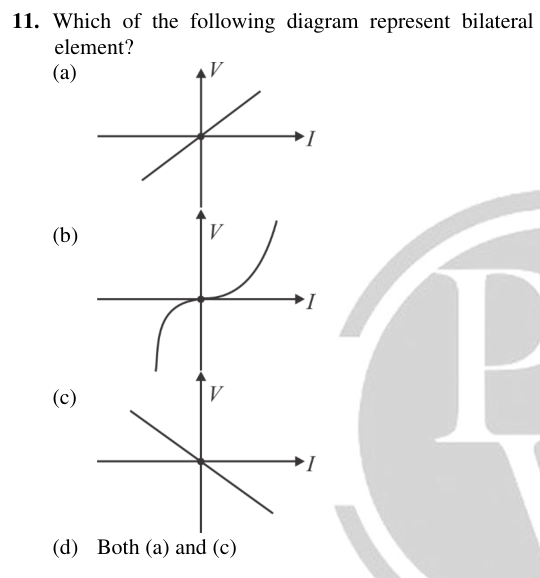 11. Which of the following diagram represent bilateral
element?
(a)
V
I
(b)
V
I
(c)
V
I
(d) Both (a) and (c)
P